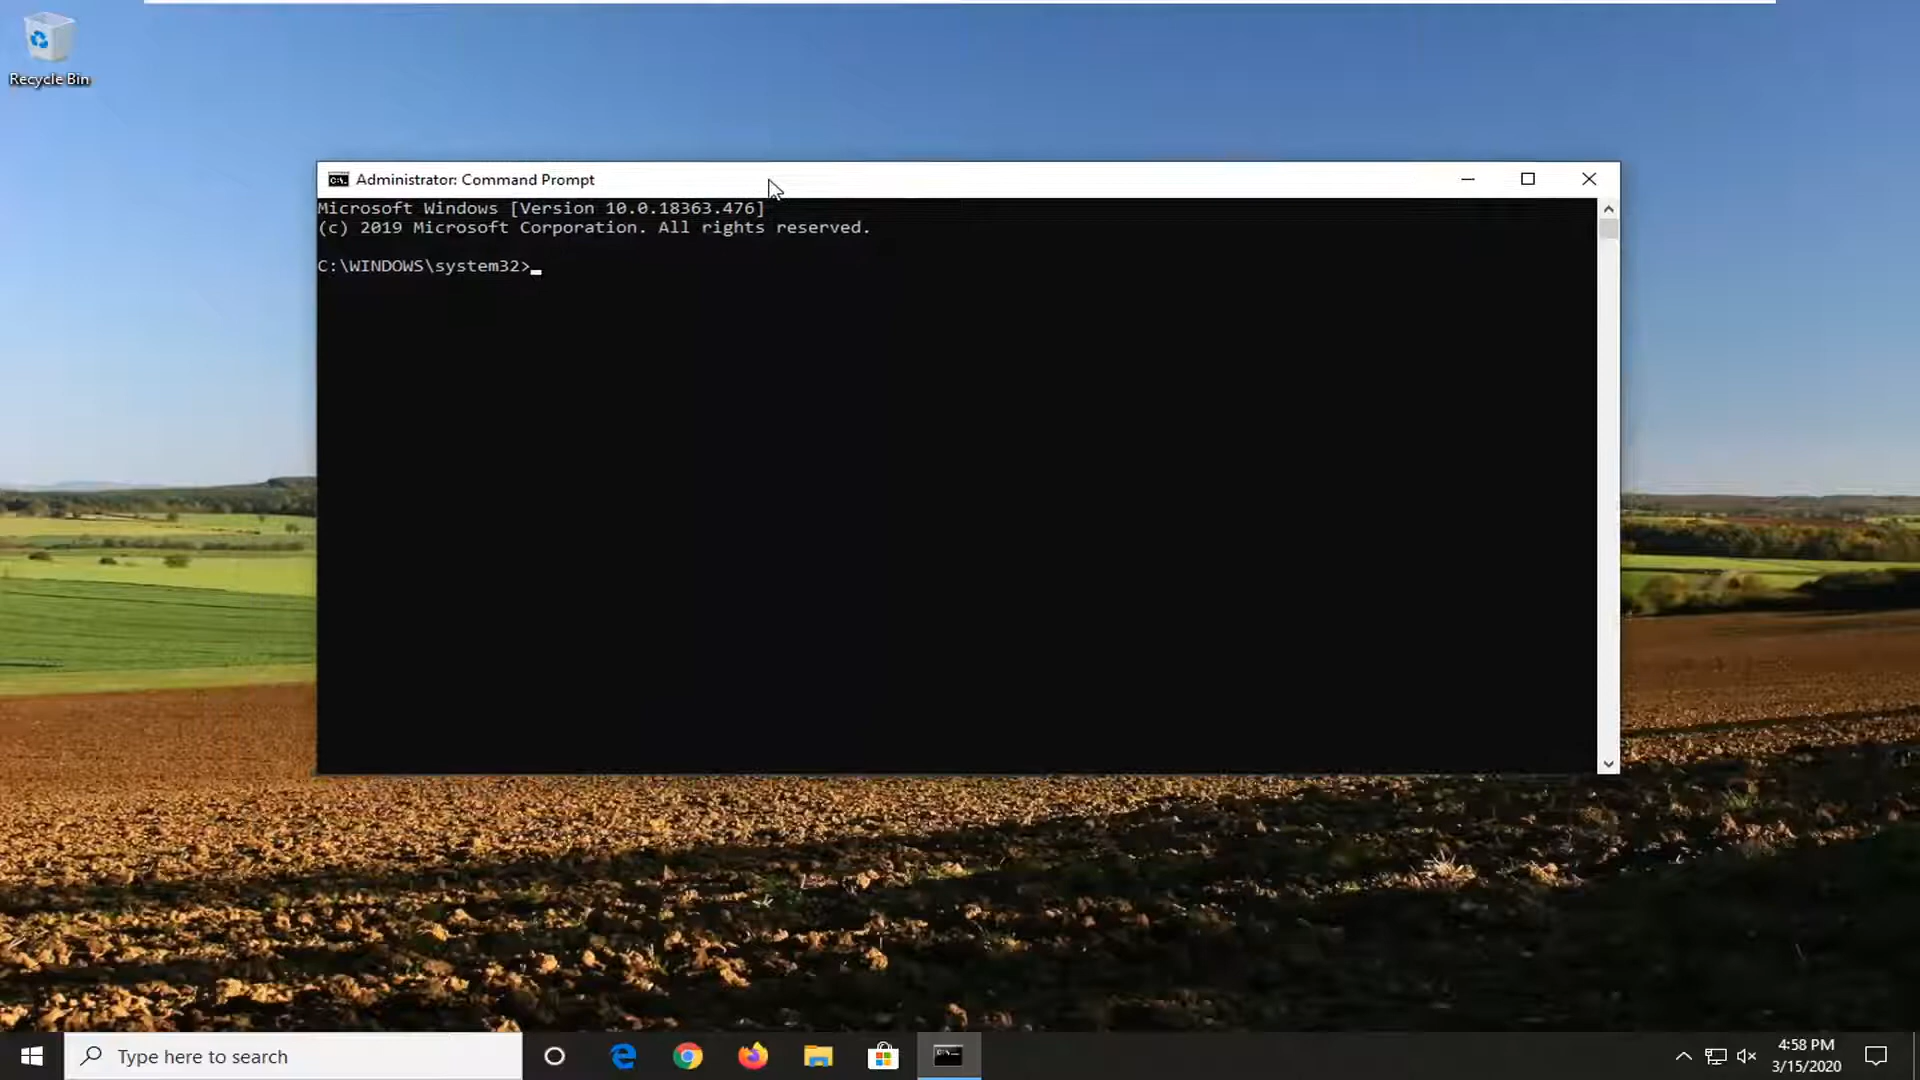 Recycle Bin
Administrator: Command Prompt
Microsoft Windows [Version 10.0.18363.476]
(c) 2019 Microsoft Corporation. All rights reserved.
C:\WINDOWS\system32>
Type here to search
4:58 PM
3/15/2020